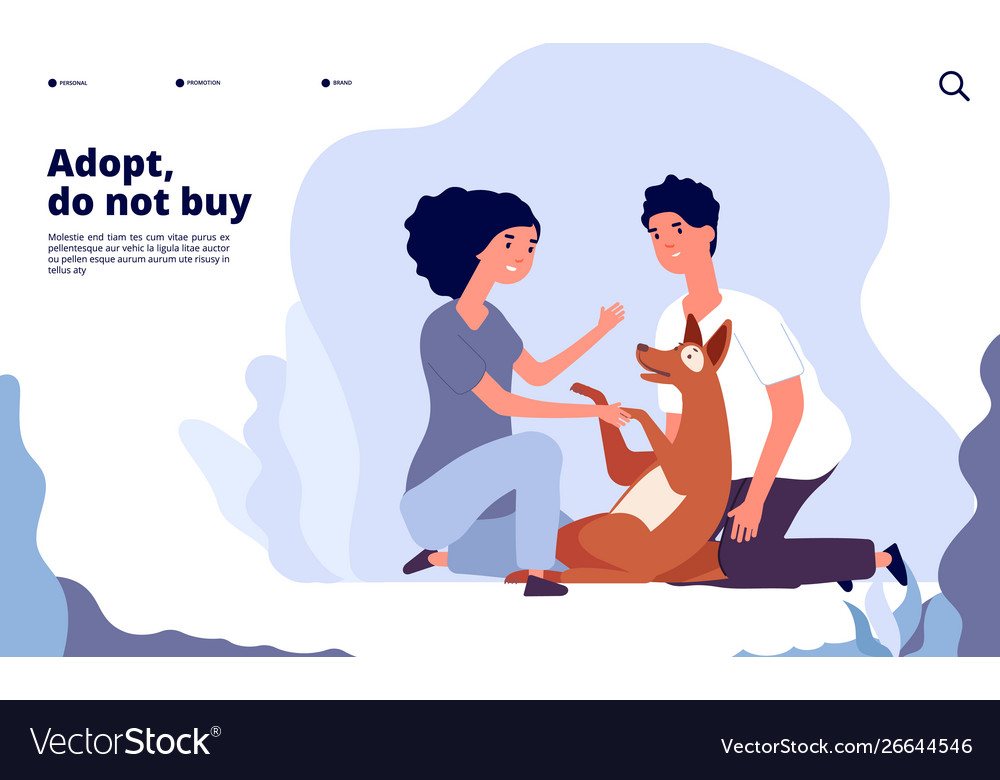 PERSONAL
PROMOTION
BRAND
Adopt,
do not buy
Molestie end tiam tes cum vitae purus ex
pellentesque aur vehic la ligula litae auctor
ou pellen esque aurum aurum ute risusy in
tellus aty
VectorStock®
VectorStock.com/26644546